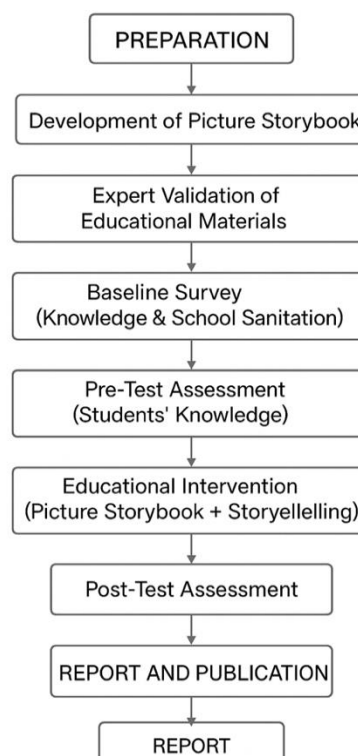 PREPARATION
Development of Picture Storybook
Expert Validation of
Educational Materials
Baseline Survey
(Knowledge & School Sanitation)
Pre-Test Assessment
(Students' Knowledge)
Educational Intervention
(Picture Storybook + Storyellelling)
Post-Test Assessment
REPORT AND PUBLICATION
REPORT